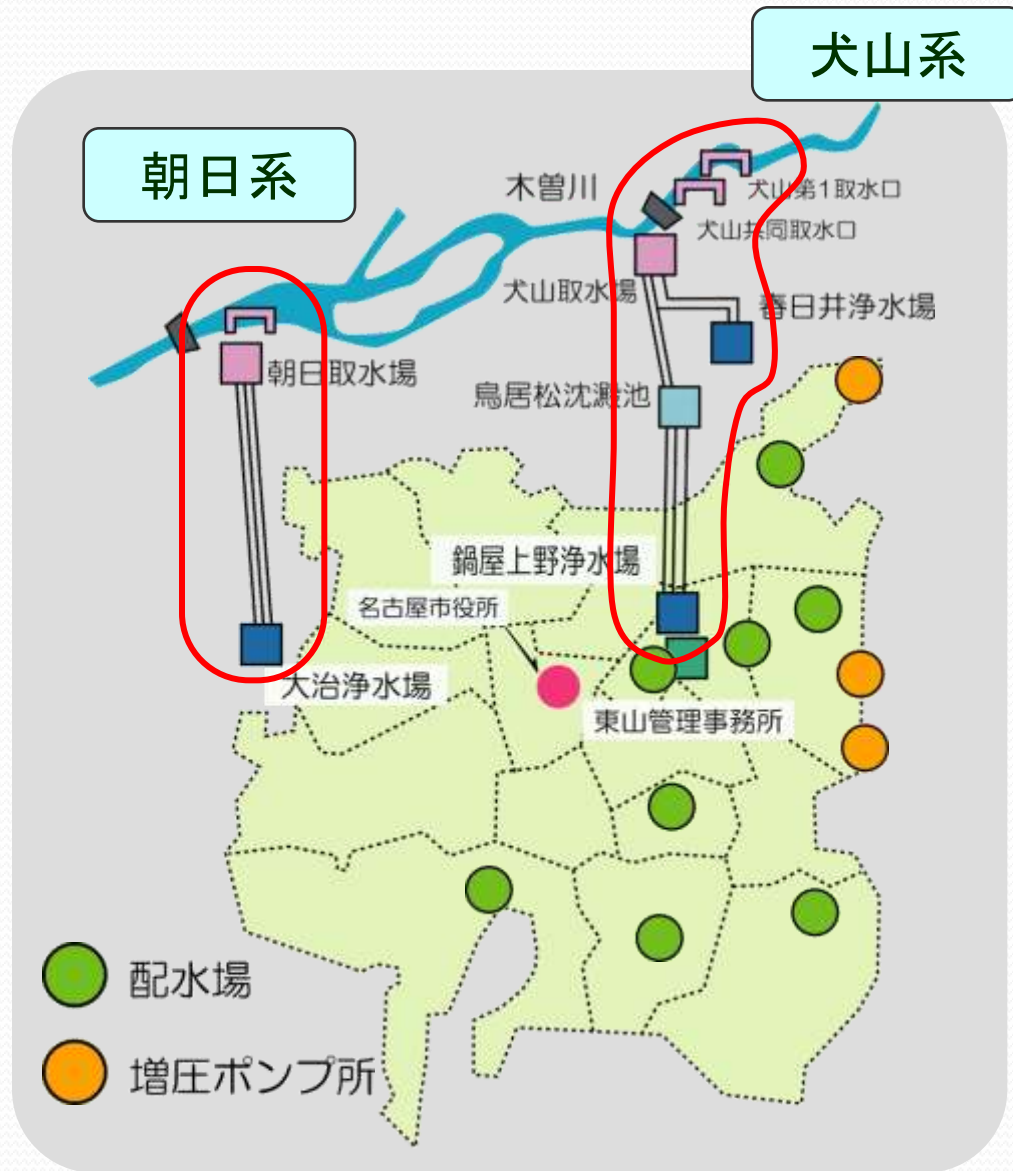 犬山系
朝日系
木曽川
犬山第1取水口
犬山共同取水口
犬山取水場
春日井浄水場
朝日取水場
鳥居松沈澱池
鍋屋上野浄水場
名古屋市役所
大治浄水場
東山管理事務所
配水場
増圧ポンプ所